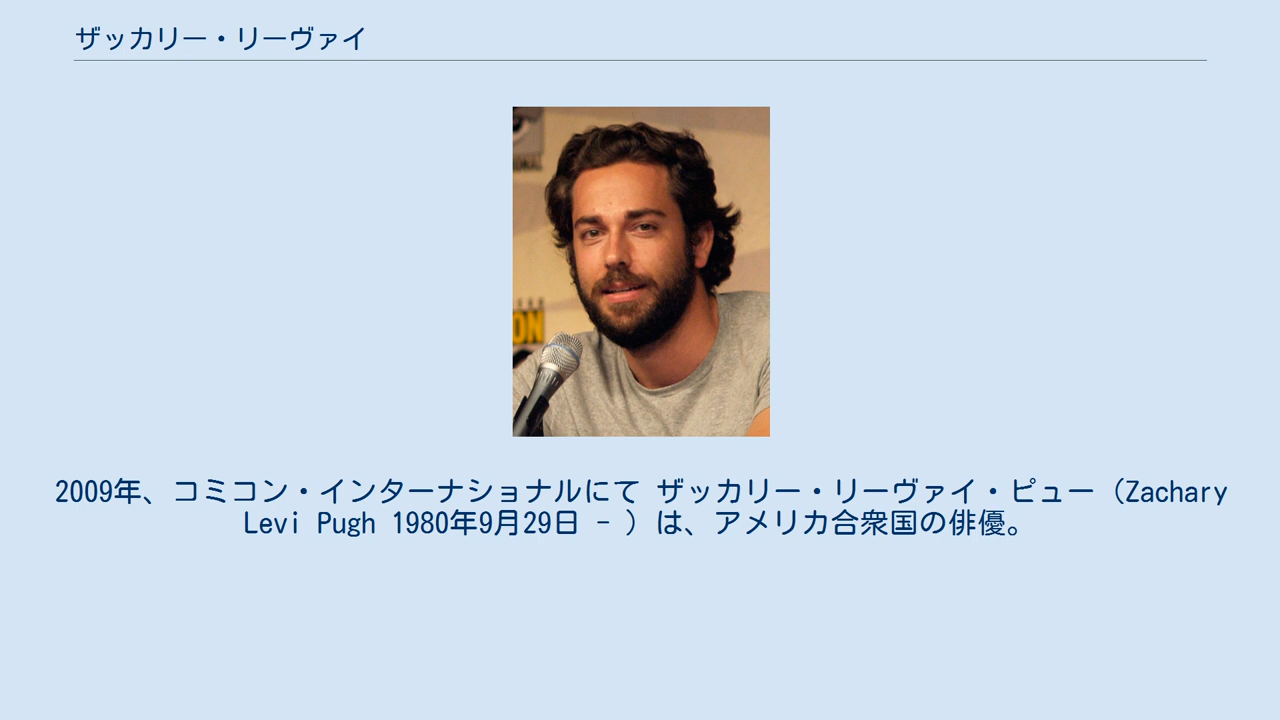 ザッカリー・リーヴァイ
ON
2009年、コミコン・インターナショナルにて ザッカリー・リーヴァイ・ピュー（Zachary
Levi Pugh 1980年9月29日 - ）は、アメリカ合衆国の俳優。